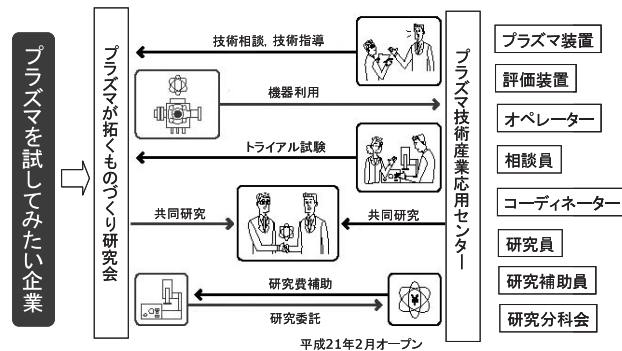 プラズマを試してみたい企業
プラズマが拓くものづくり研究会
技術相談，技術指導
機器利用
トライアル試験
共同研究
共同研究
研究費補助
¥
研究委託
プラズマ技術産業応用センター
プラズマ装置
評価装置
オペレーター
相談員
コーディネーター
研究員
研究補助員
研究分科会
平成21年2月オープン